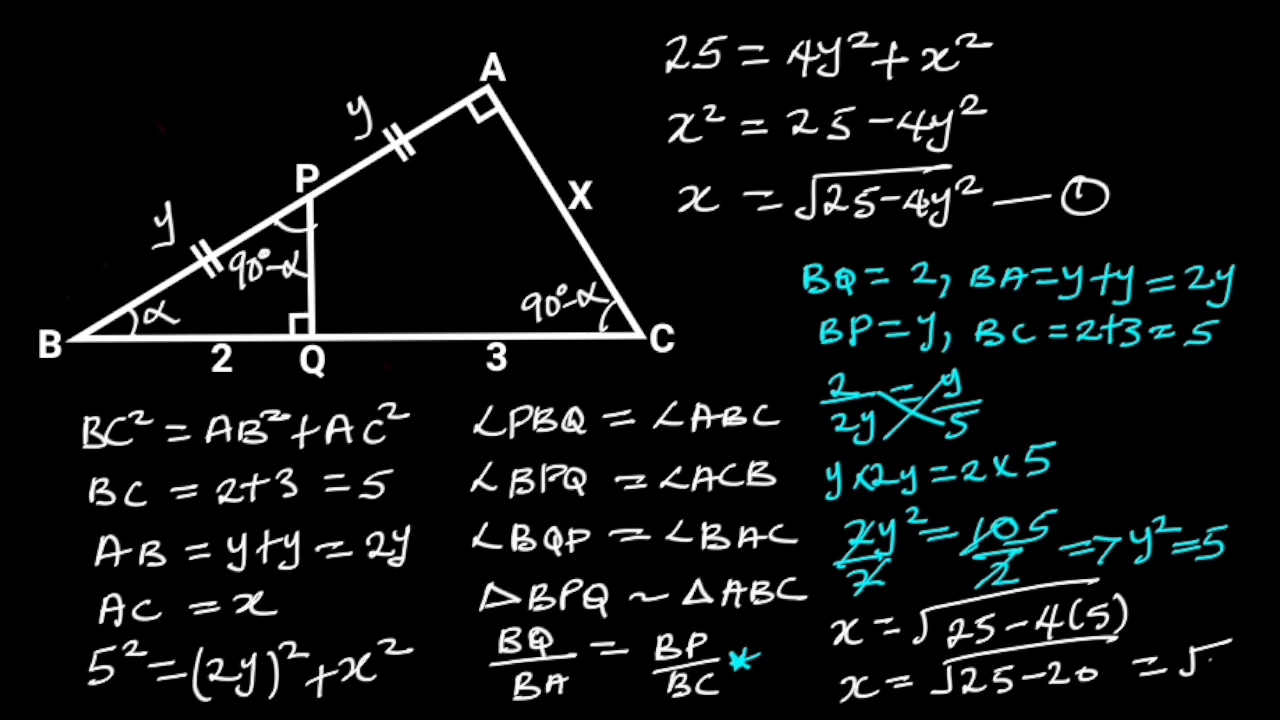 A
y
P
X
y
90°-α
α
90°-α
B
2
Q
3
C
BC² = AB² + AC²
BC = 2+3 = 5
AB = y+y = 2y
AC = x
5² = (2y)² + x²
∠PBQ = ∠ABC
∠BPQ = ∠ACB
∠BQP = ∠BAC
△BPQ ~ △ABC
BQ/BA = BP/BC *
25 = 4y² + x²
x² = 25 - 4y²
x = √25-4y² — ①
BQ = 2, BA = y+y = 2y
BP = y, BC = 2+3 = 5
2/2y = y/5
y×2y = 2×5
2y²/2 = 10 5/2 => y² = 5
x = √25-4(5)
x = √25-20 = √